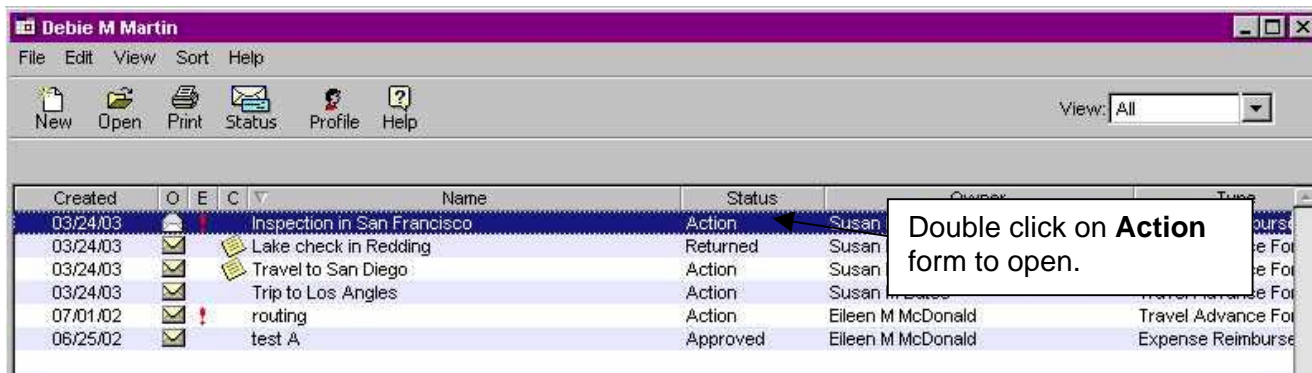 Debie M Martin
File Edit View Sort Help
New Open Print Status Profile Help View: All
Created O E C Name Status Owner Type
03/24/03 Inspection in San Francisco Action Susan
03/24/03 Lake check in Redding Returned Susan
03/24/03 Travel to San Diego Action Susan
03/24/03 Trip to Los Angles Action Susan
07/01/02 routing Action Eileen M McDonald Travel Advance For
06/25/02 test A Approved Eileen M McDonald Expense Reimburse
Double click on Action
form to open.